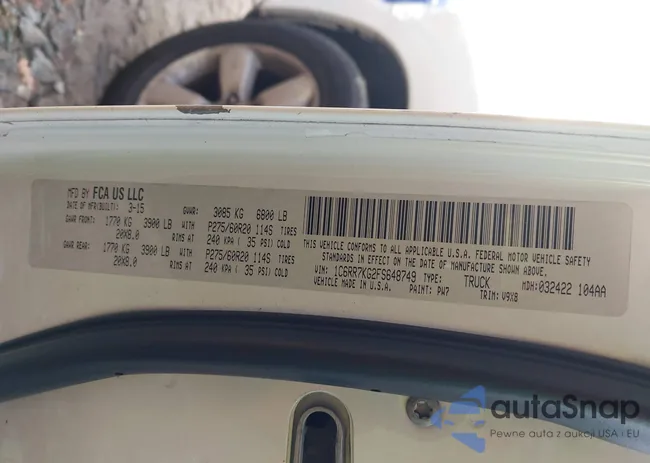 MFD BY FCA US LLC
DATE OF MFR(BUILT): 3-15 GVWR: 3085 KG 6800 LB
GAWR FRONT: 1770 KG 3900 LB WITH P275/60R20 114S TIRES
20X8.0 RIMS AT 240 KPA ( 35 PSI) COLD
GAWR REAR: 1770 KG 3900 LB WITH P275/60R20 114S TIRES
20X8.0 RIMS AT 240 KPA ( 35 PSI) COLD
THIS VEHICLE CONFORMS TO ALL APPLICABLE U.S.A. FEDERAL MOTOR VEHICLE SAFETY
STANDARDS IN EFFECT ON THE DATE OF MANUFACTURE SHOWN ABOVE.
VIN: 1C6RR7KG2FS648749 TYPE: TRUCK MDH: 032422 104AA
VEHICLE MADE IN U.S.A. PAINT: PW7 TRIM: V9X8
autaSnap
Pewne auta z aukcji USA i EU